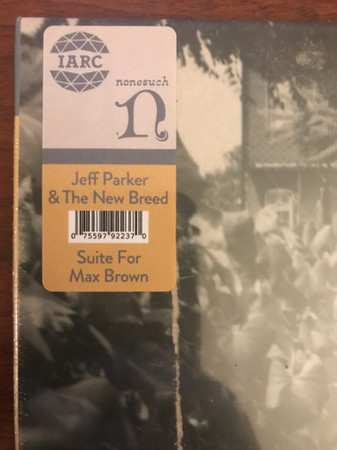 IARC
nonesuch
n
Jeff Parker
& The New Breed
0 75597 92237 0
Suite For
Max Brown